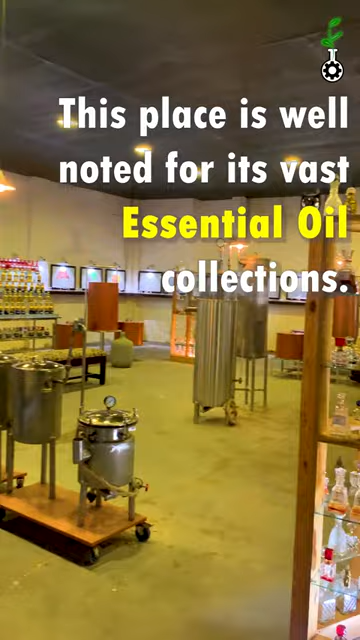 This place is well
noted for its vast
Essential Oil
collections.